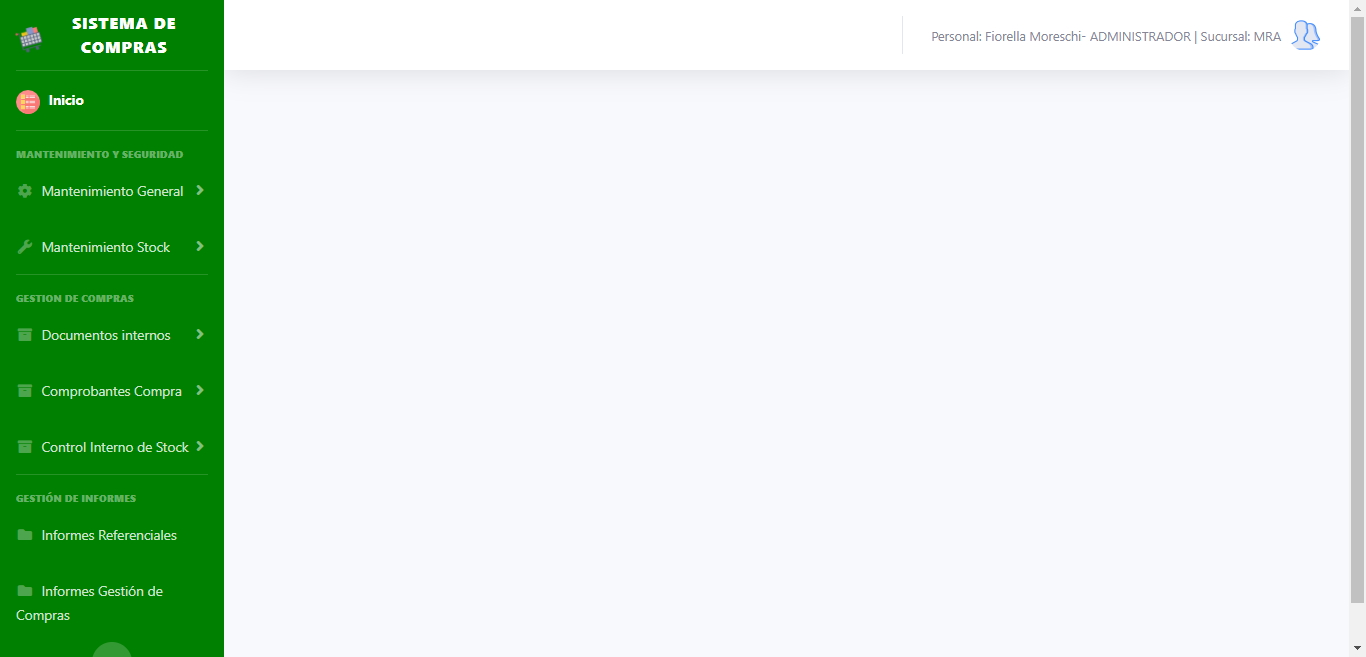 SISTEMA DE
COMPRAS
Personal: Fiorella Moreschi- ADMINISTRADOR | Sucursal: MRA
Inicio
MANTENIMIENTO Y SEGURIDAD
Mantenimiento General
Mantenimiento Stock
GESTION DE COMPRAS
Documentos internos
Comprobantes Compra
Control Interno de Stock
GESTIÓN DE INFORMES
Informes Referenciales
Informes Gestión de
Compras